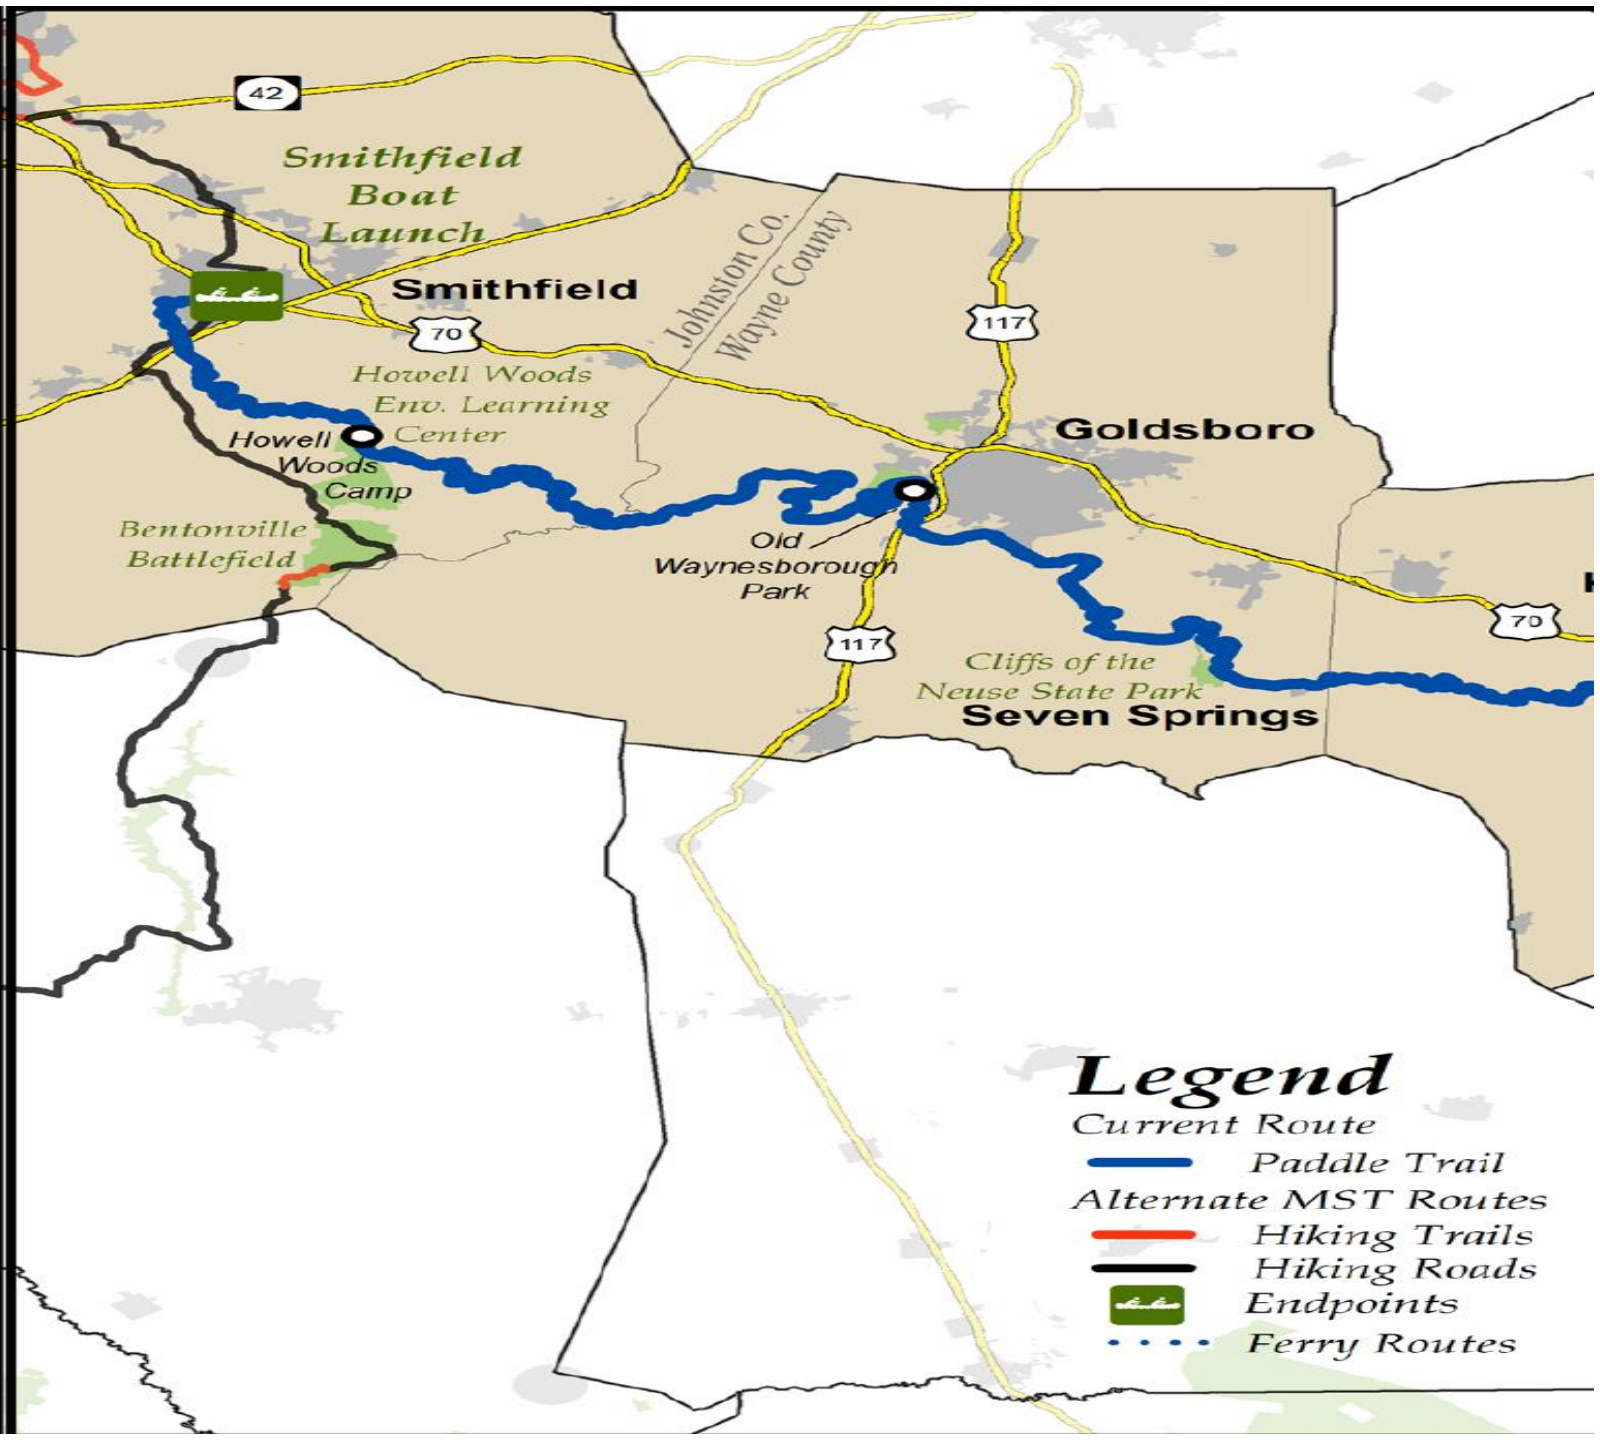 42
Smithfield
Boat
Launch
Smithfield
70
Johnston Co.
Wayne County
117
Howell Woods
Env. Learning
Center
Howell
Woods
Camp
Goldsboro
Bentonville
Battlefield
Old
Waynesborough
Park
117
70
Cliffs of the
Neuse State Park
Seven Springs
Legend
Current Route
Paddle Trail
Alternate MST Routes
Hiking Trails
Hiking Roads
Endpoints
Ferry Routes